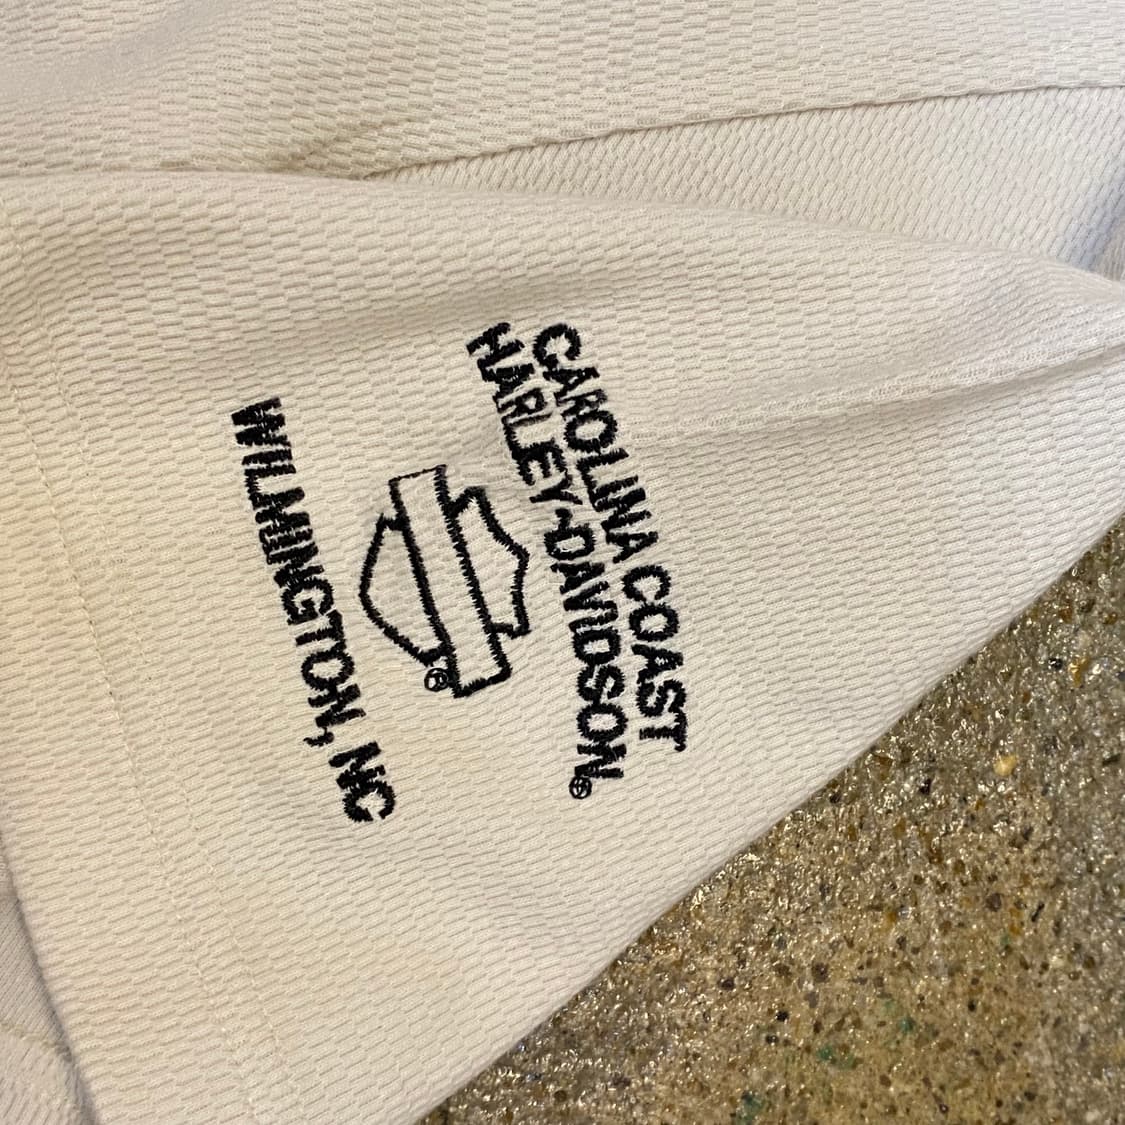 CAROLINA COAST
HARLEY-DAVIDSON®
®
WILMINGTON, NC